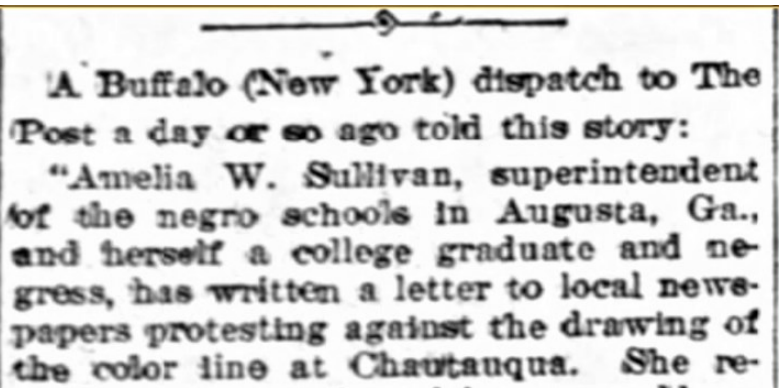 A Buffalo (New York) dispatch to The
Post a day or so ago told this story:
"Amelia W. Sullivan, superintendent
of the negro schools in Augusta, Ga.,
and herself a college graduate and ne-
gress, has written a letter to local news-
papers protesting against the drawing of
the color line at Chautauqua. She re-